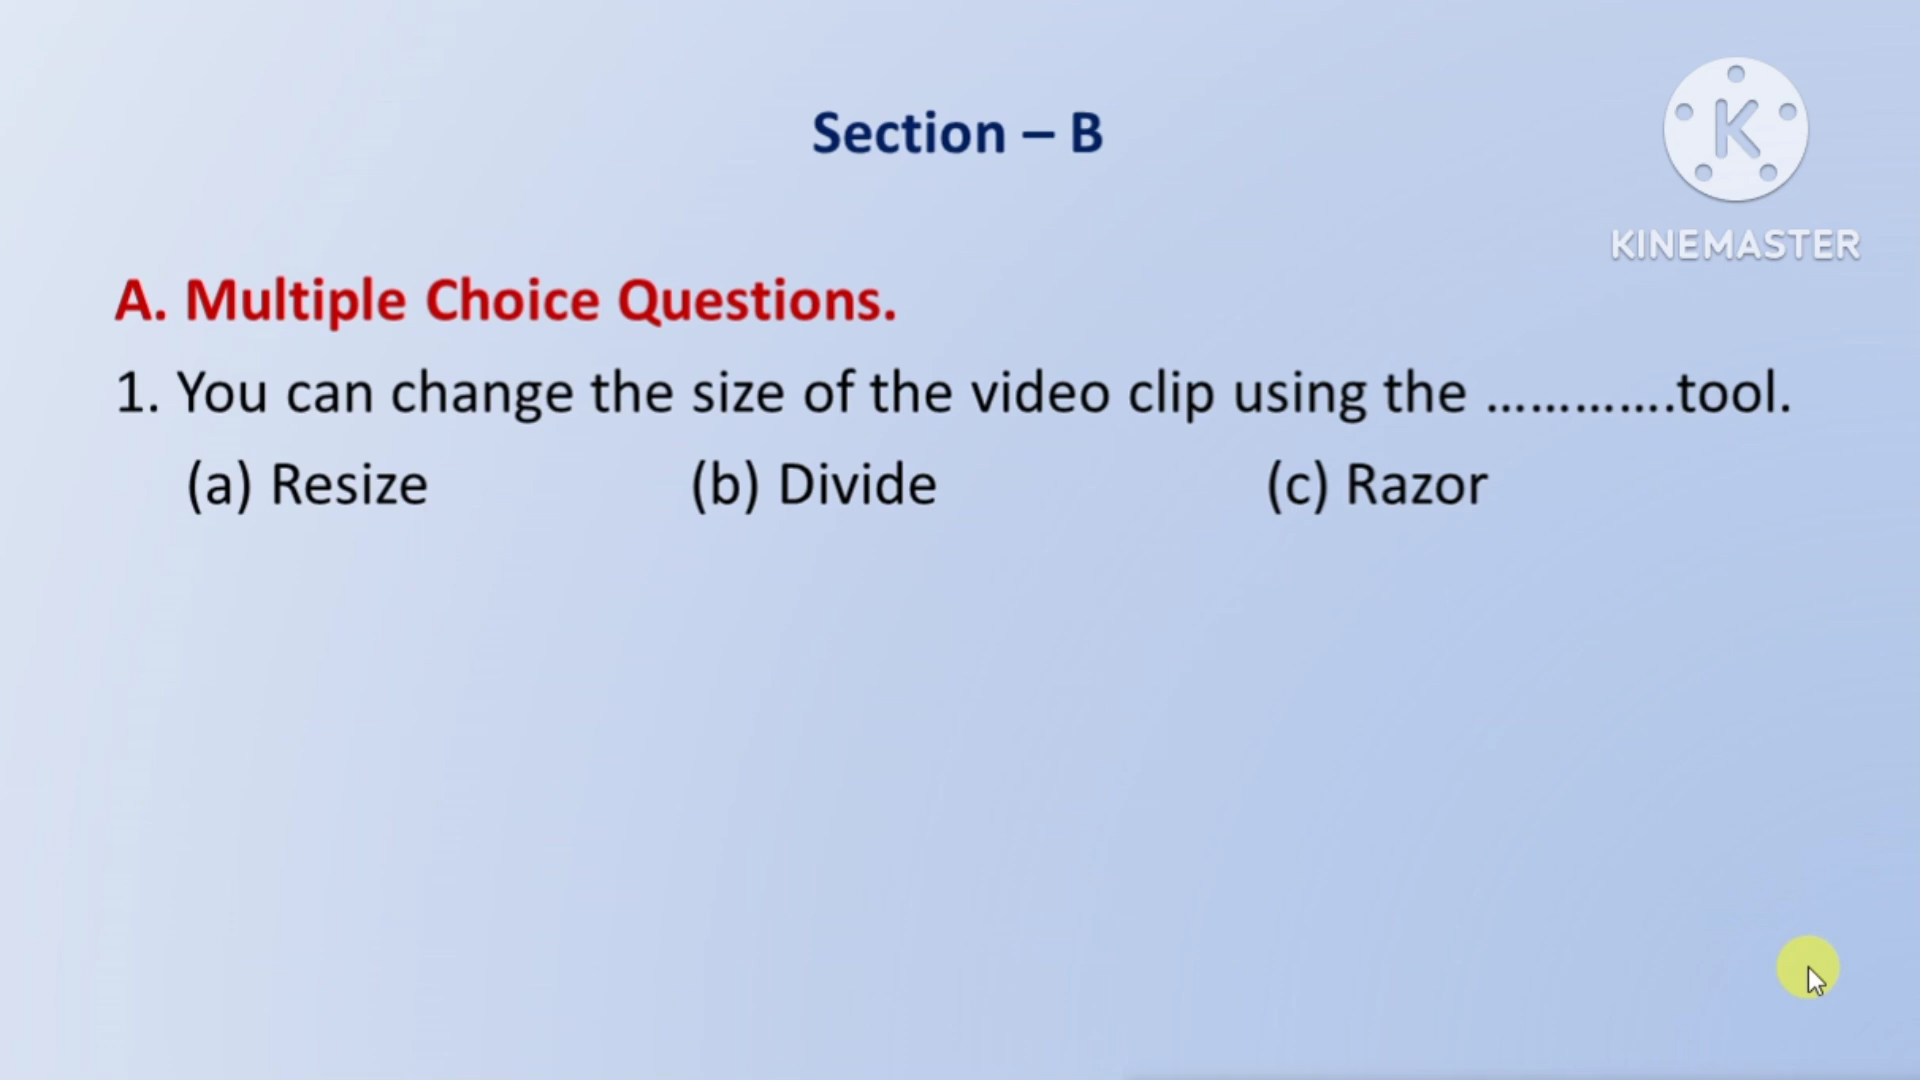 Section – B
K
KINEMASTER
A. Multiple Choice Questions.
1. You can change the size of the video clip using the ………….tool.
(a) Resize (b) Divide (c) Razor